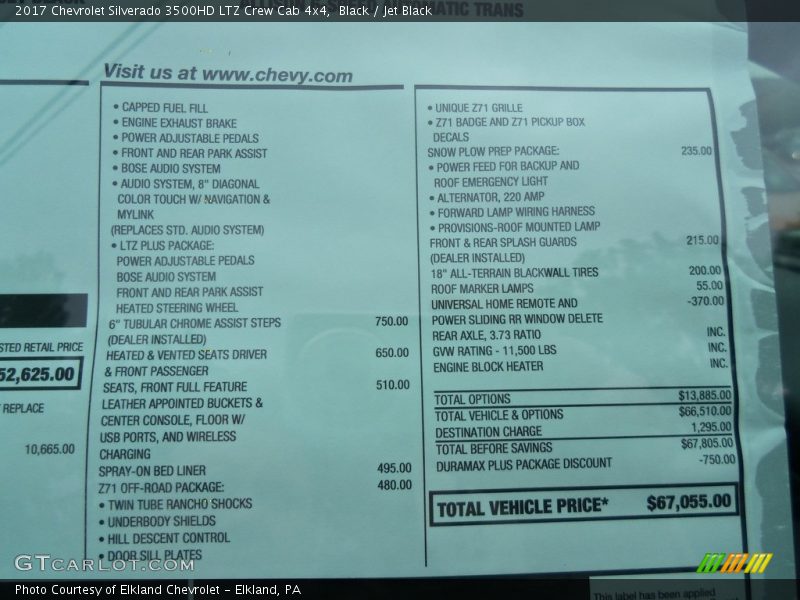 2017 Chevrolet Silverado 3500HD LTZ Crew Cab 4x4,  Black / Jet Black
AUTOMATIC TRANS
Visit us at www.chevy.com
STED RETAIL PRICE
52,625.00
REPLACE
10,665.00
• CAPPED FUEL FILL
• ENGINE EXHAUST BRAKE
• POWER ADJUSTABLE PEDALS
• FRONT AND REAR PARK ASSIST
• BOSE AUDIO SYSTEM
• AUDIO SYSTEM, 8" DIAGONAL
COLOR TOUCH W/ NAVIGATION &
MYLINK
(REPLACES STD. AUDIO SYSTEM)
• LTZ PLUS PACKAGE:
POWER ADJUSTABLE PEDALS
BOSE AUDIO SYSTEM
FRONT AND REAR PARK ASSIST
HEATED STEERING WHEEL
6" TUBULAR CHROME ASSIST STEPS 750.00
(DEALER INSTALLED)
HEATED & VENTED SEATS DRIVER 650.00
& FRONT PASSENGER
SEATS, FRONT FULL FEATURE 510.00
LEATHER APPOINTED BUCKETS &
CENTER CONSOLE, FLOOR W/
USB PORTS, AND WIRELESS
CHARGING
SPRAY-ON BED LINER 495.00
Z71 OFF-ROAD PACKAGE: 480.00
• TWIN TUBE RANCHO SHOCKS
• UNDERBODY SHIELDS
• HILL DESCENT CONTROL
• DOOR SILL PLATES
• UNIQUE Z71 GRILLE
• Z71 BADGE AND Z71 PICKUP BOX
DECALS
SNOW PLOW PREP PACKAGE: 235.00
• POWER FEED FOR BACKUP AND
ROOF EMERGENCY LIGHT
• ALTERNATOR, 220 AMP
• FORWARD LAMP WIRING HARNESS
• PROVISIONS-ROOF MOUNTED LAMP
FRONT & REAR SPLASH GUARDS 215.00
(DEALER INSTALLED)
18" ALL-TERRAIN BLACKWALL TIRES 200.00
ROOF MARKER LAMPS 55.00
UNIVERSAL HOME REMOTE AND -370.00
POWER SLIDING RR WINDOW DELETE
REAR AXLE, 3.73 RATIO INC.
GVW RATING - 11,500 LBS INC.
ENGINE BLOCK HEATER INC.
TOTAL OPTIONS $13,885.00
TOTAL VEHICLE & OPTIONS $66,510.00
DESTINATION CHARGE 1,295.00
TOTAL BEFORE SAVINGS $67,805.00
DURAMAX PLUS PACKAGE DISCOUNT -750.00
TOTAL VEHICLE PRICE* $67,055.00
GTCARLOT.COM
Photo Courtesy of Elkland Chevrolet - Elkland, PA
This label has been applied